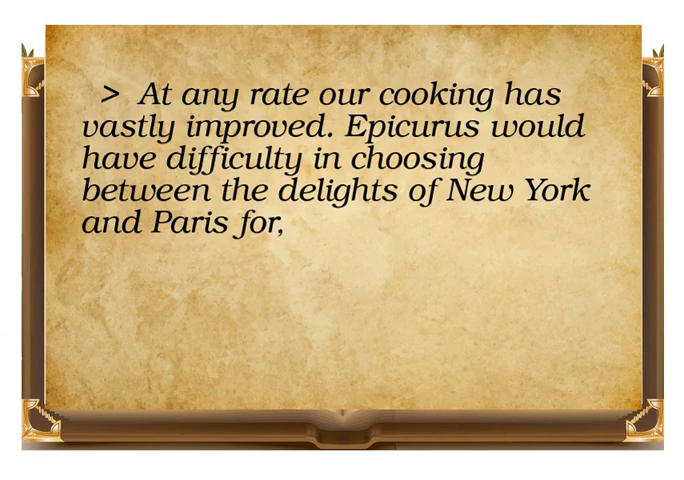 > At any rate our cooking has
vastly improved. Epicurus would
have difficulty in choosing
between the delights of New York
and Paris for,